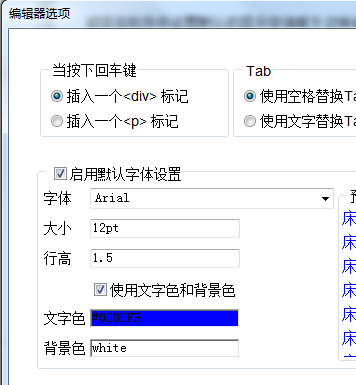 编辑器选项
当按下回车键
插入一个<div> 标记
插入一个<p> 标记
Tab
使用空格替换Ta
使用文字替换Ta
启用默认字体设置
字体 Arial
大小 12pt
行高 1.5
使用文字色和背景色
文字色
背景色 white
床
床
床
床
床
床